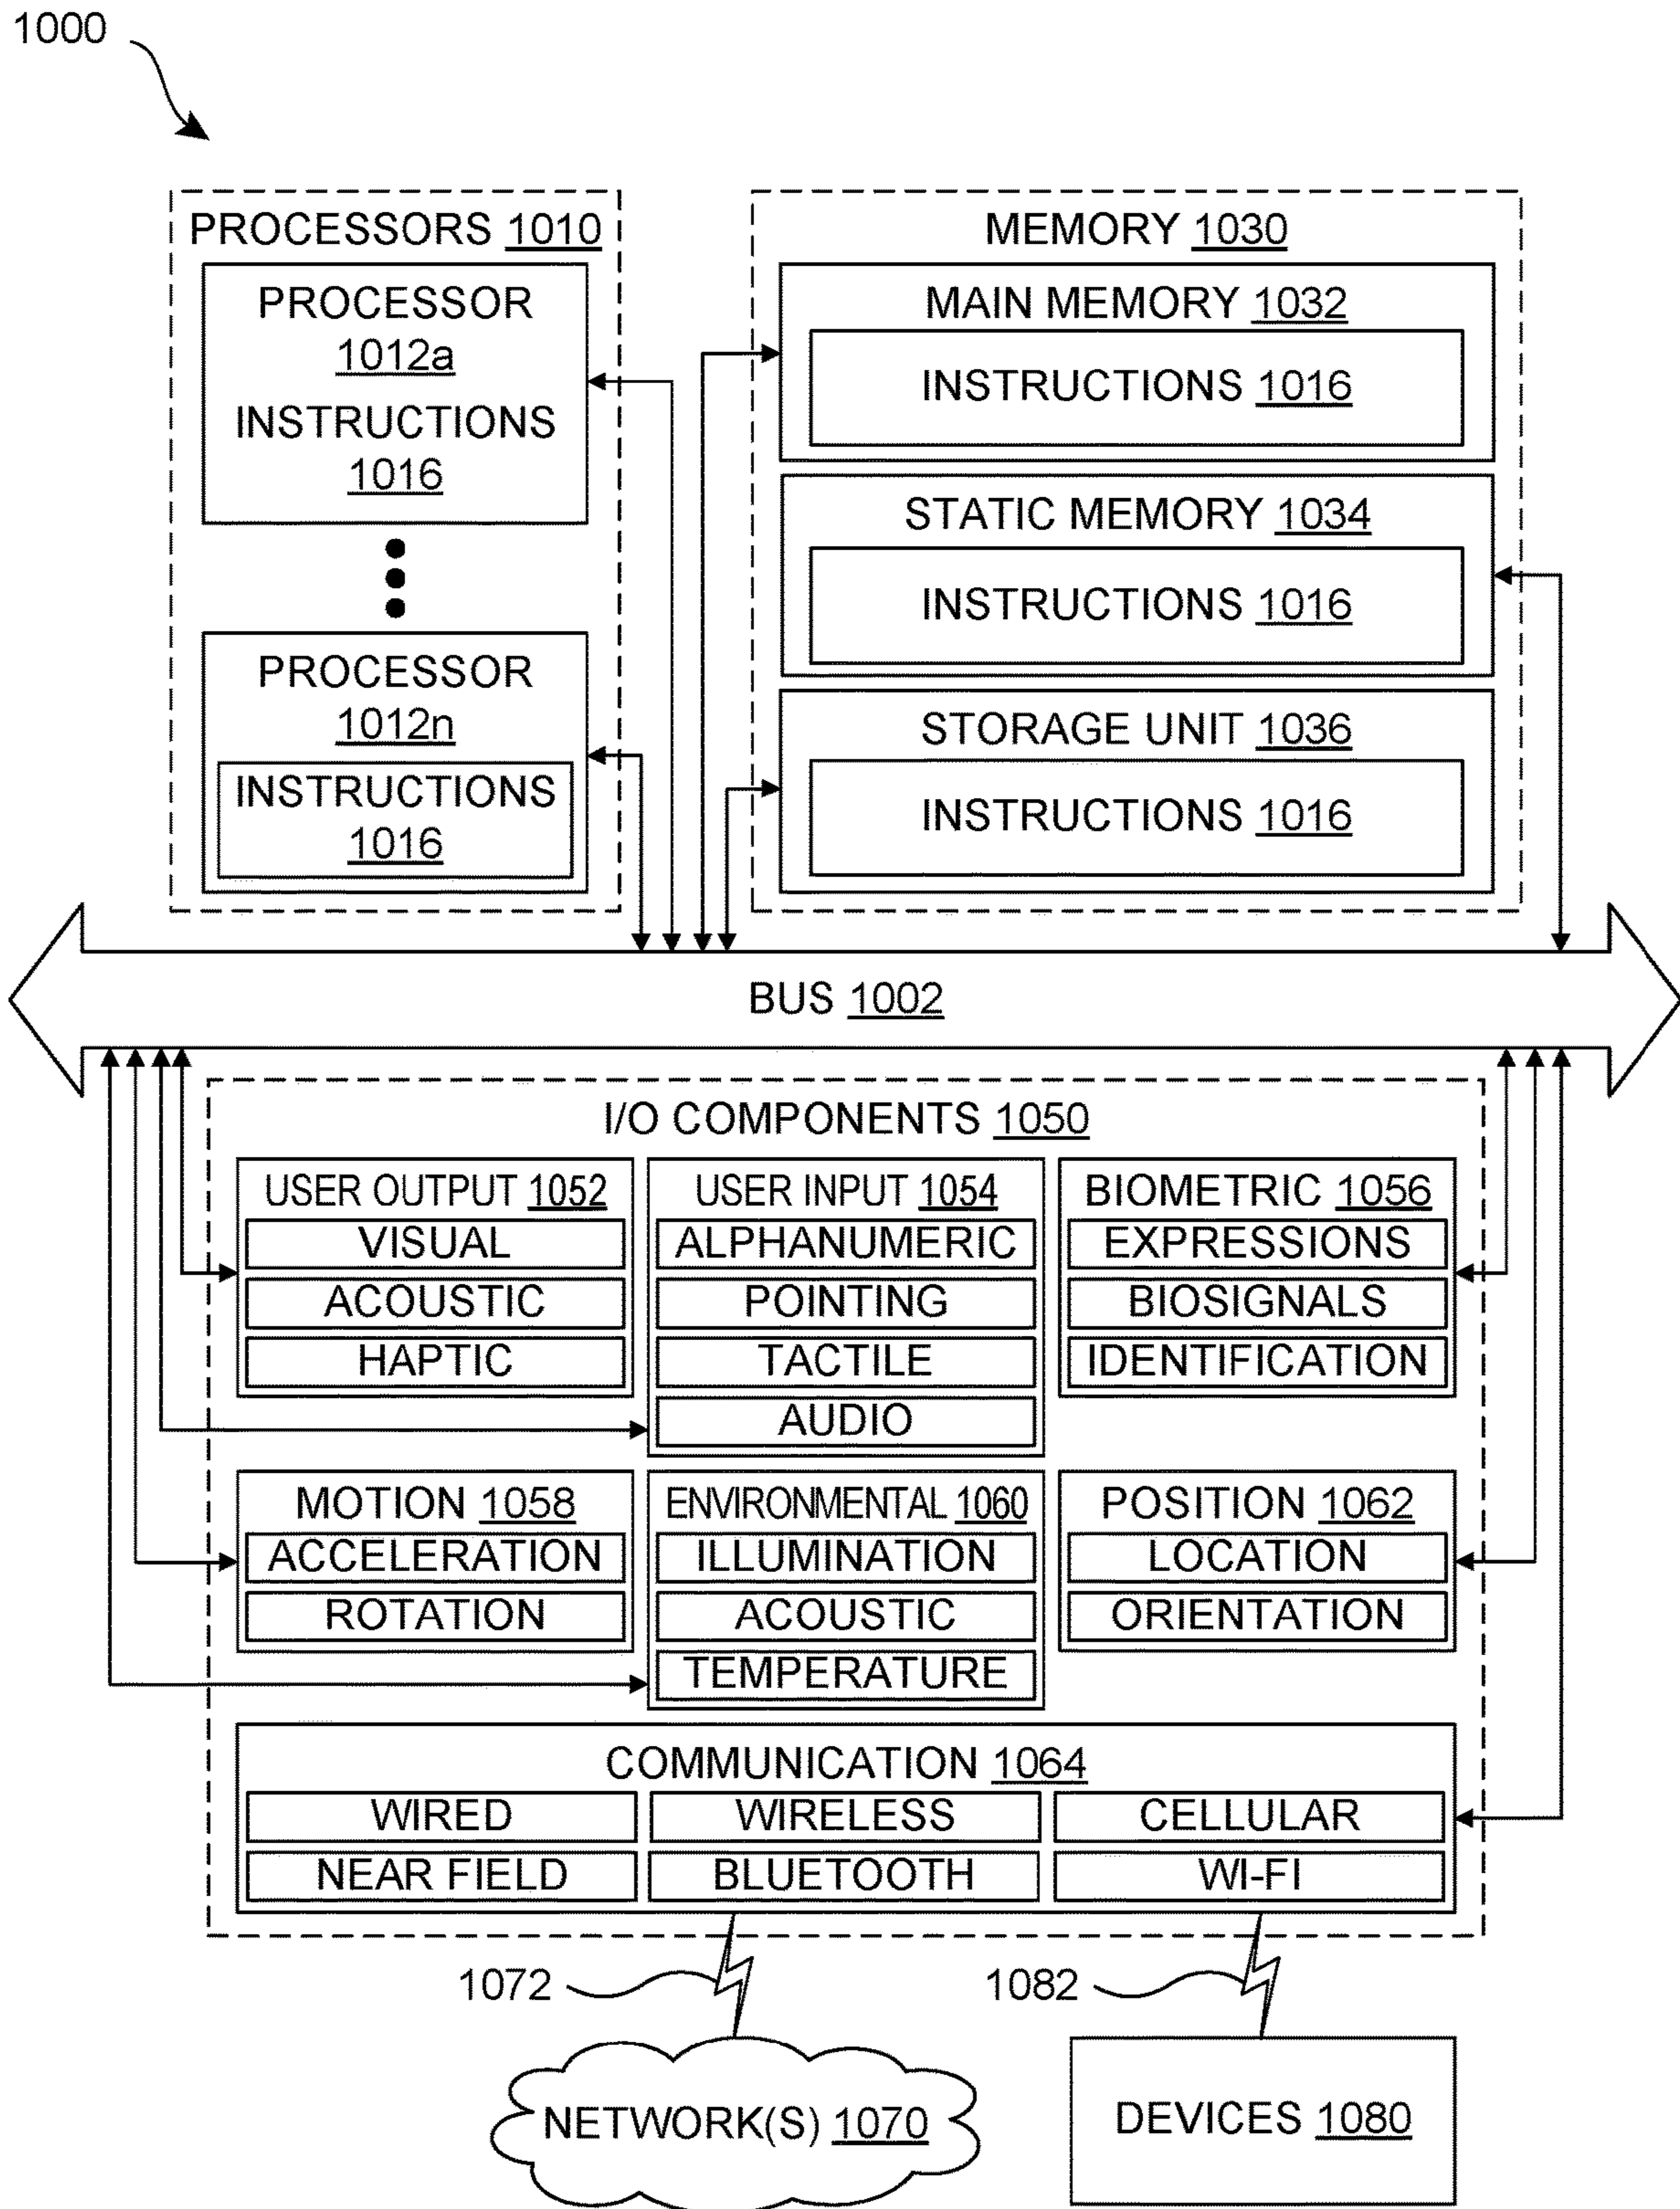 1000
PROCESSORS 1010
PROCESSOR
1012a
INSTRUCTIONS
1016
PROCESSOR
1012n
INSTRUCTIONS
1016
MEMORY 1030
MAIN MEMORY 1032
INSTRUCTIONS 1016
STATIC MEMORY 1034
INSTRUCTIONS 1016
STORAGE UNIT 1036
INSTRUCTIONS 1016
BUS 1002
I/O COMPONENTS 1050
USER OUTPUT 1052
VISUAL
ACOUSTIC
HAPTIC
USER INPUT 1054
ALPHANUMERIC
POINTING
TACTILE
AUDIO
BIOMETRIC 1056
EXPRESSIONS
BIOSIGNALS
IDENTIFICATION
MOTION 1058
ACCELERATION
ROTATION
ENVIRONMENTAL 1060
ILLUMINATION
ACOUSTIC
TEMPERATURE
POSITION 1062
LOCATION
ORIENTATION
COMMUNICATION 1064
WIRED
WIRELESS
CELLULAR
NEAR FIELD
BLUETOOTH
WI-FI
1072
1082
NETWORK(S) 1070
DEVICES 1080